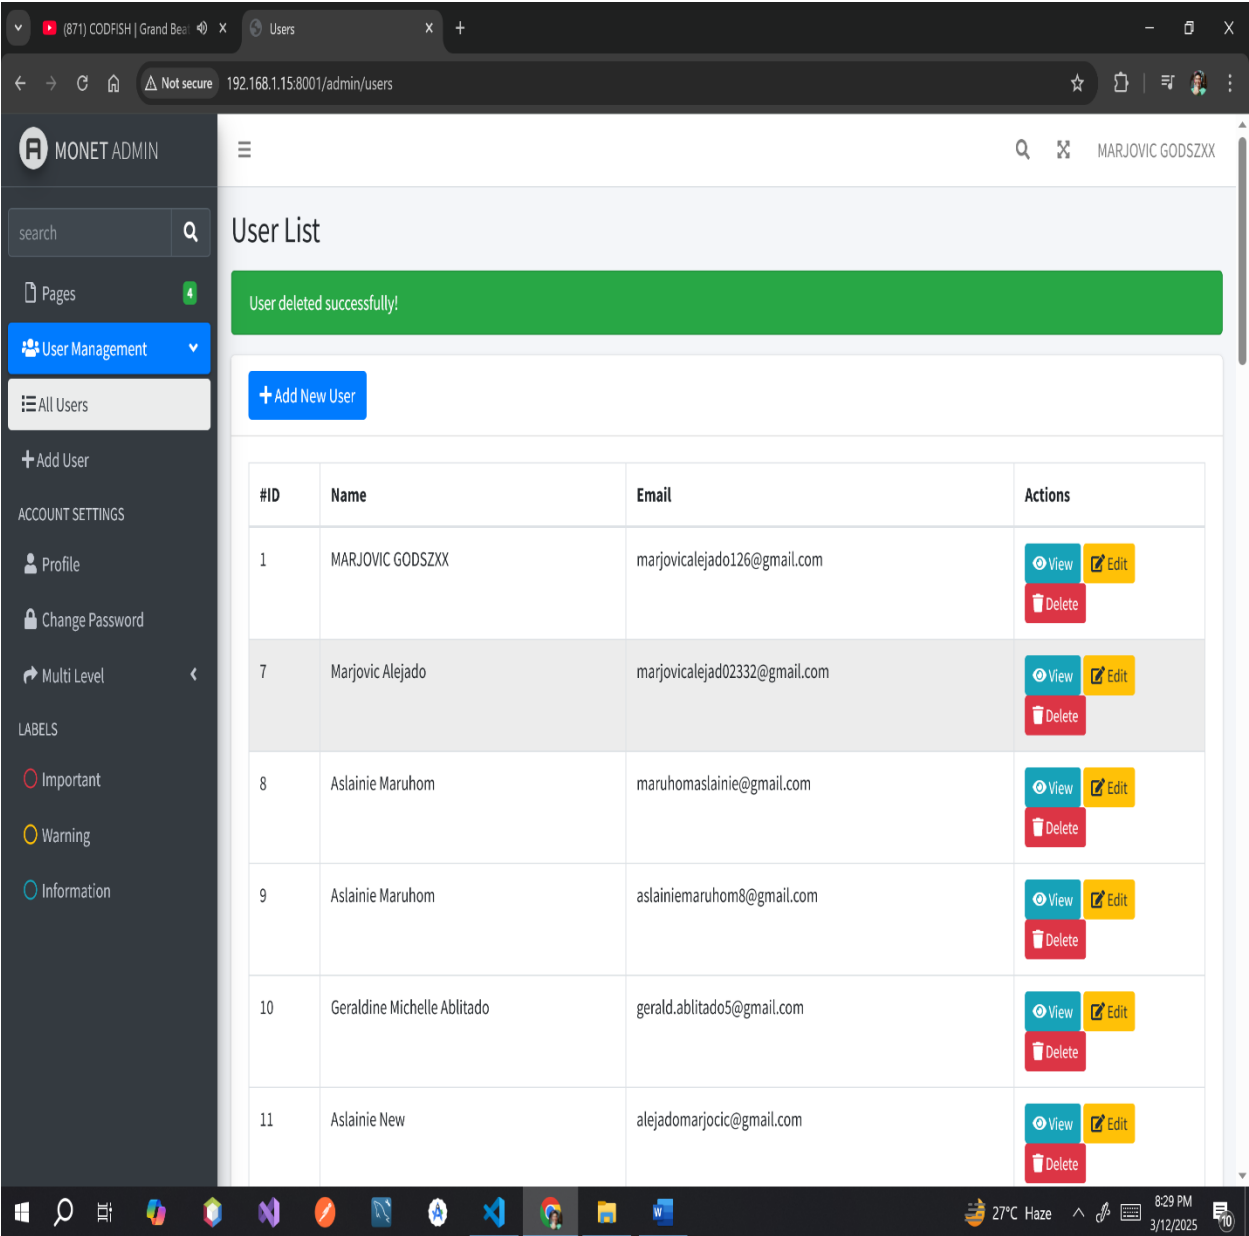 (871) CODFISH | Grand Bea
Users
Not secure 192.168.1.15:8001/admin/users
MONET ADMIN
MARJOVIC GODSZXX
search
Pages 4
User Management
All Users
Add User
ACCOUNT SETTINGS
Profile
Change Password
Multi Level
LABELS
Important
Warning
Information
User List
User deleted successfully!
Add New User
#ID Name Email Actions
1 MARJOVIC GODSZXX marjovicalejado126@gmail.com View Edit
Delete
7 Marjovic Alejado marjovicalejad02332@gmail.com View Edit
Delete
8 Aslainie Maruhom maruhomaslainie@gmail.com View Edit
Delete
9 Aslainie Maruhom aslainiemaruhom8@gmail.com View Edit
Delete
10 Geraldine Michelle Ablitado gerald.ablitado5@gmail.com View Edit
Delete
11 Aslainie New alejadomarjocic@gmail.com View Edit
Delete
27°C Haze
8:29 PM
3/12/2025
10